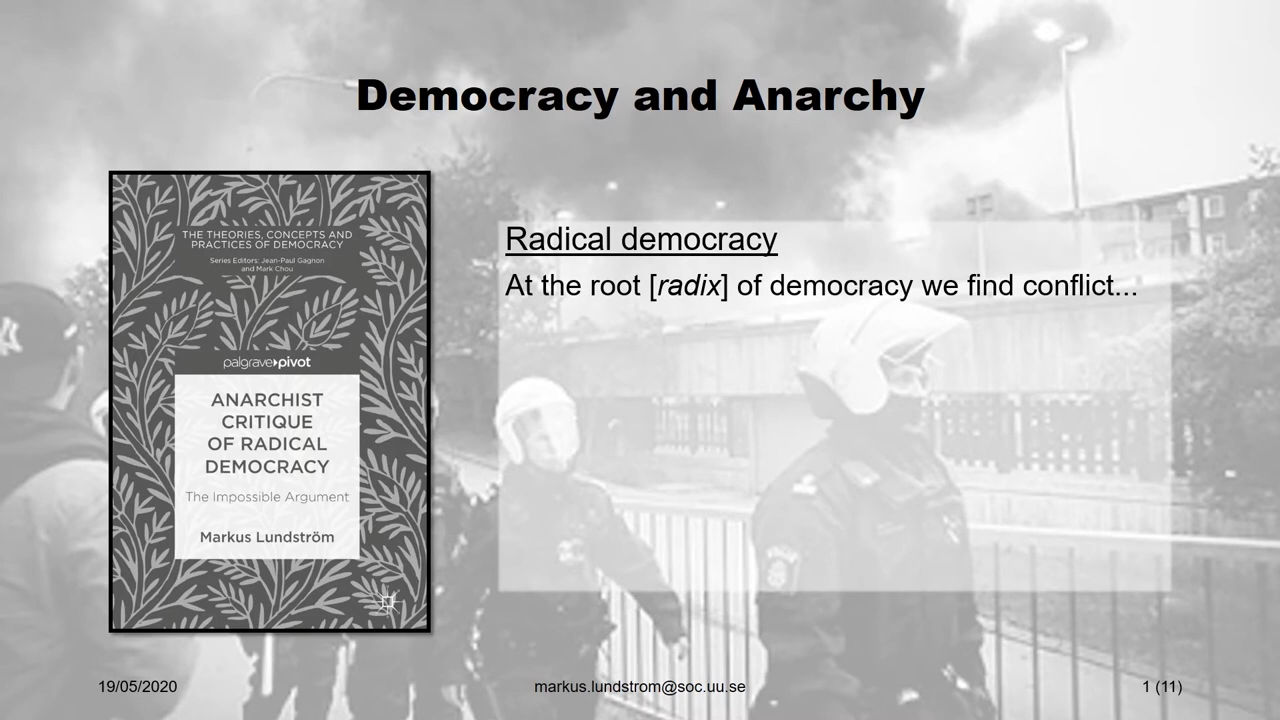 Democracy and Anarchy
THE THEORIES, CONCEPTS AND
PRACTICES OF DEMOCRACY
Series Editors: Jean-Paul Gagnon
and Mark Chou
palgrave▸pivot
ANARCHIST
CRITIQUE
OF RADICAL
DEMOCRACY
The Impossible Argument
Markus Lundström
Radical democracy
At the root [radix] of democracy we find conflict...
19/05/2020
markus.lundstrom@soc.uu.se
1 (11)